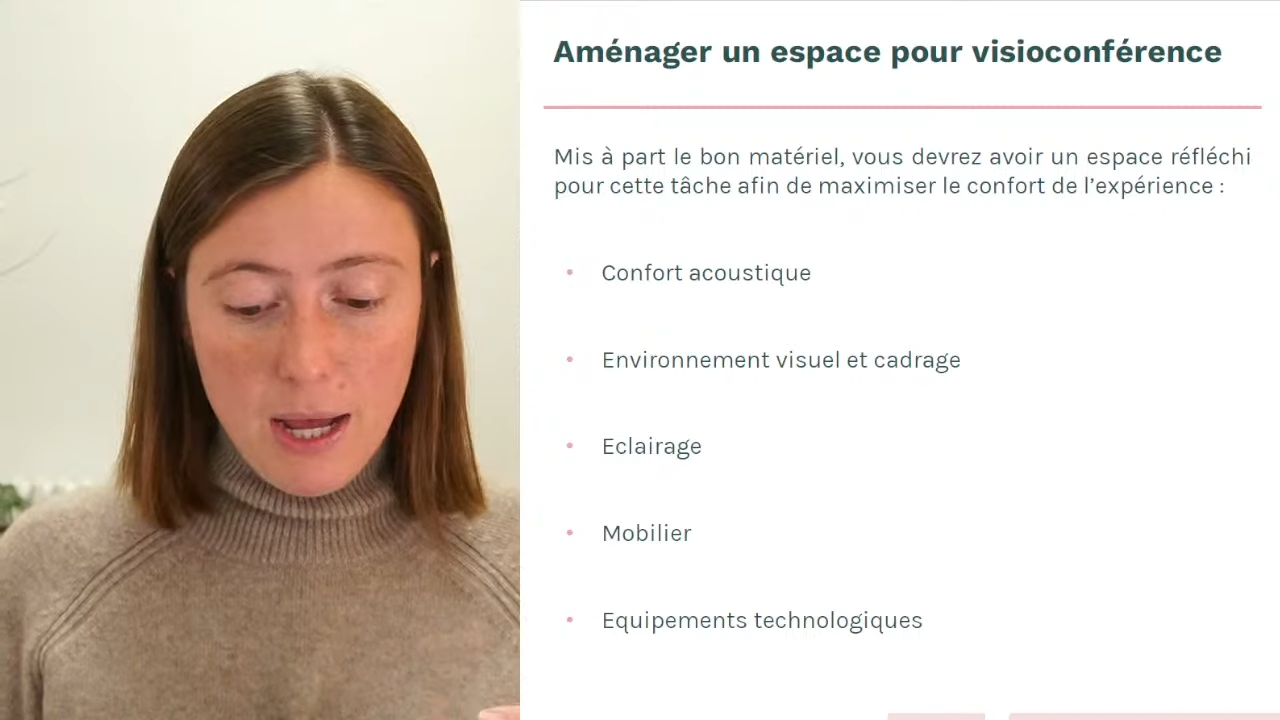 Aménager un espace pour visioconférence
Mis à part le bon matériel, vous devrez avoir un espace réfléchi
pour cette tâche afin de maximiser le confort de l’expérience :
• Confort acoustique
• Environnement visuel et cadrage
• Eclairage
• Mobilier
• Equipements technologiques